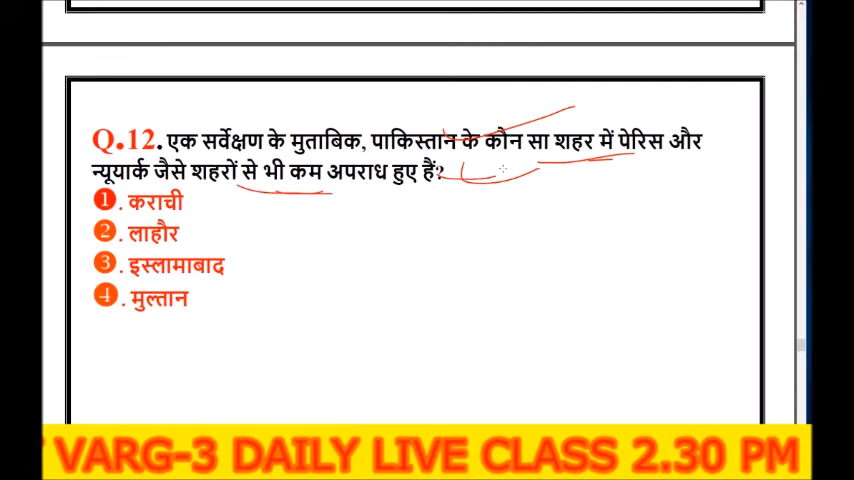 Q.12. एक सर्वेक्षण के मुताबिक, पाकिस्तान के कौन सा शहर में पेरिस और
न्यूयार्क जैसे शहरों से भी कम अपराध हुए हैं?
1. कराची
2. लाहौर
3. इस्लामाबाद
4. मुल्तान
VARG-3 DAILY LIVE CLASS 2.30 PM